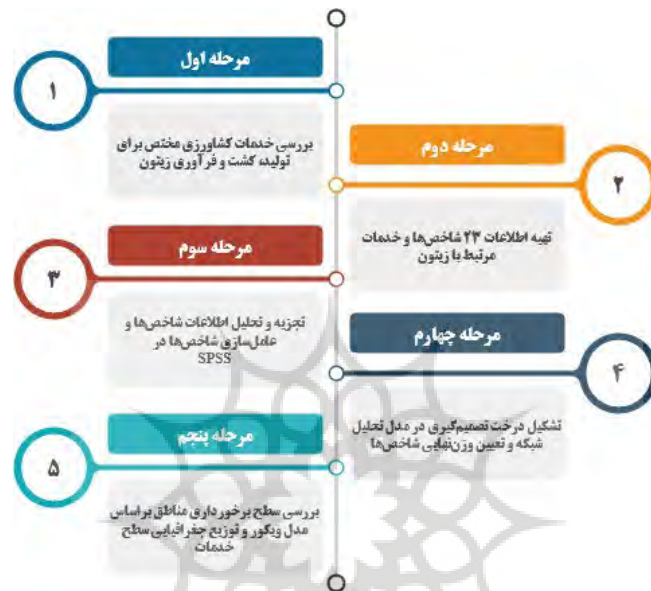 مرحله اول
۱
بررسی خدمات کشاورزی مختص برای
تولید، کشت و فرآوری زیتون
مرحله دوم
۲
تهیه اطلاعات ۲۳ شاخص‌ها و خدمات
مرتبط با زیتون
مرحله سوم
۳
تجزیه و تحلیل اطلاعات شاخص‌ها و
عامل‌سازی شاخص‌ها در
SPSS
مرحله چهارم
۴
تشکیل درخت تصمیم‌گیری در مدل تحلیل
شبکه و تعیین وزن‌نهایی شاخص‌ها
مرحله پنجم
۵
بررسی سطح برخورداری مناطق براساس
مدل ویکور و توزیع جغرافیایی سطح
خدمات